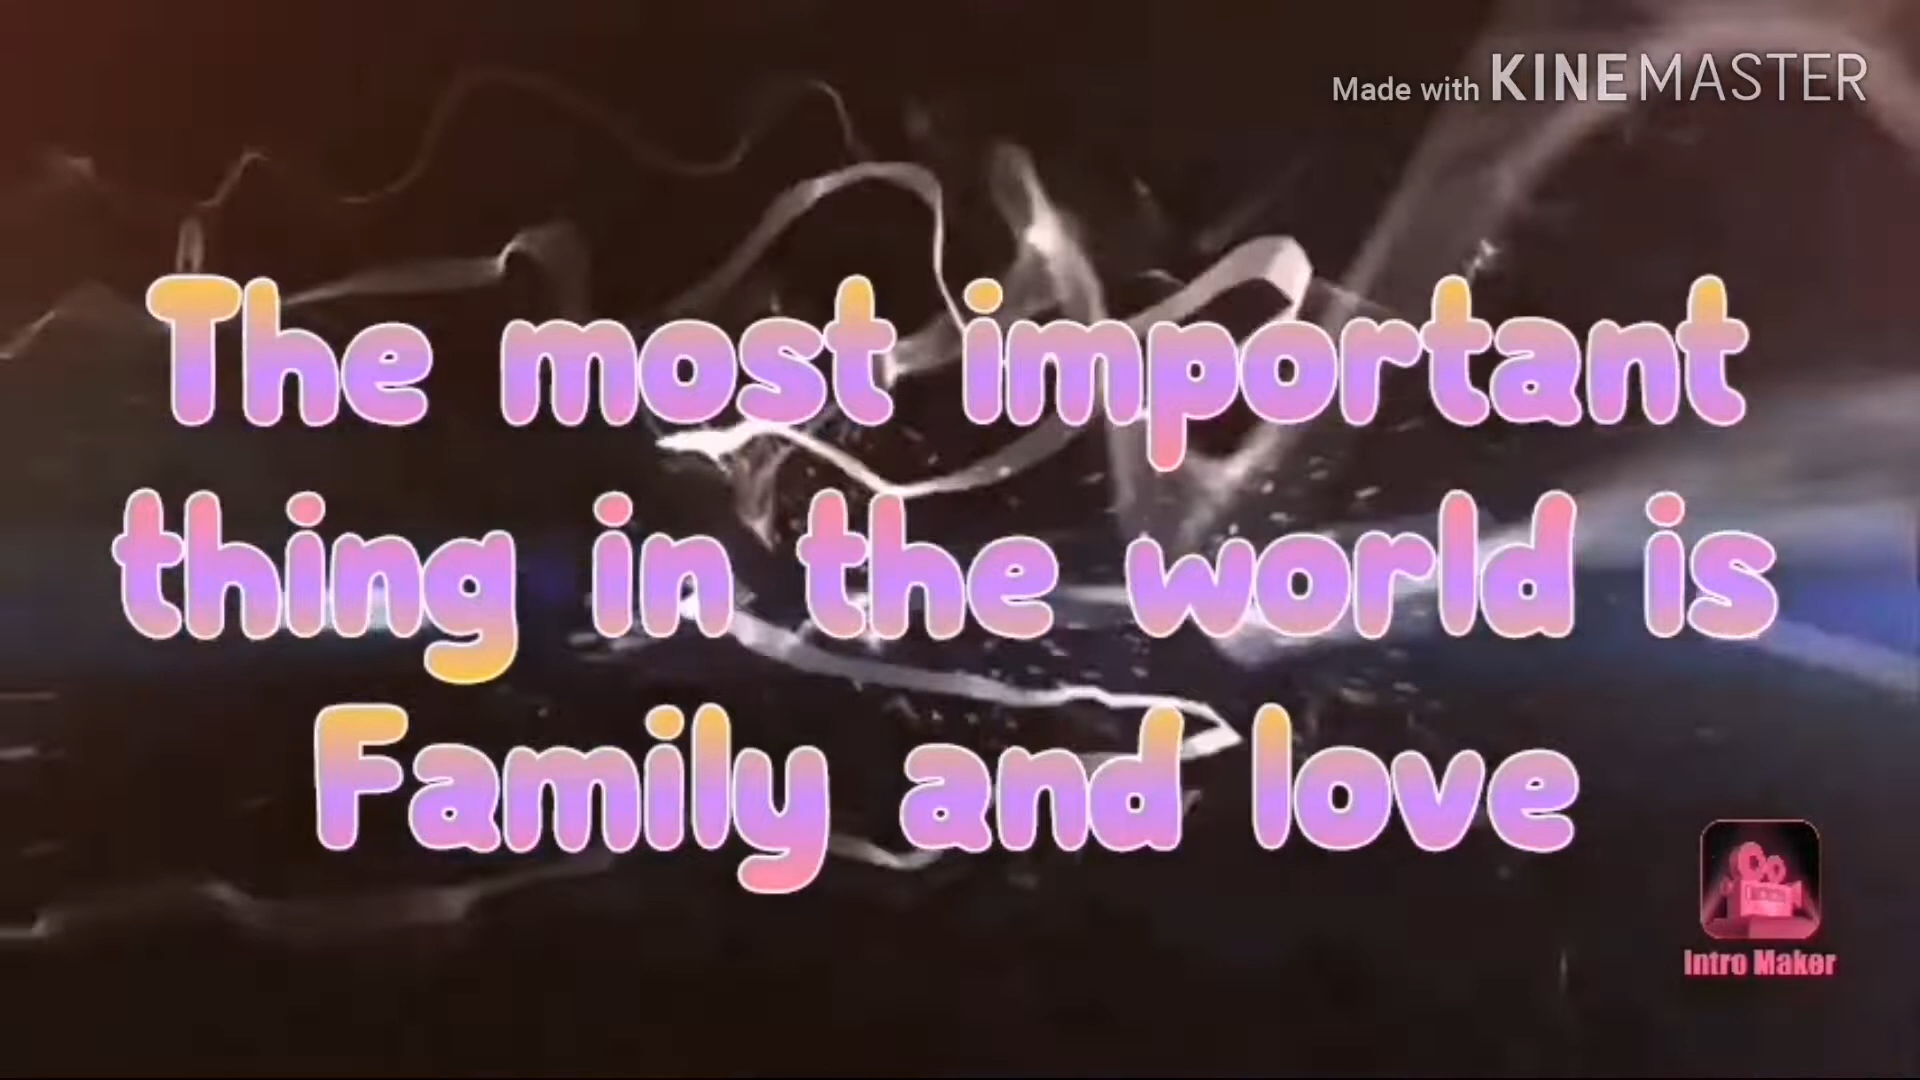 Made with KINEMASTER
The most important
thing in the world is
Family and love
Intro Maker